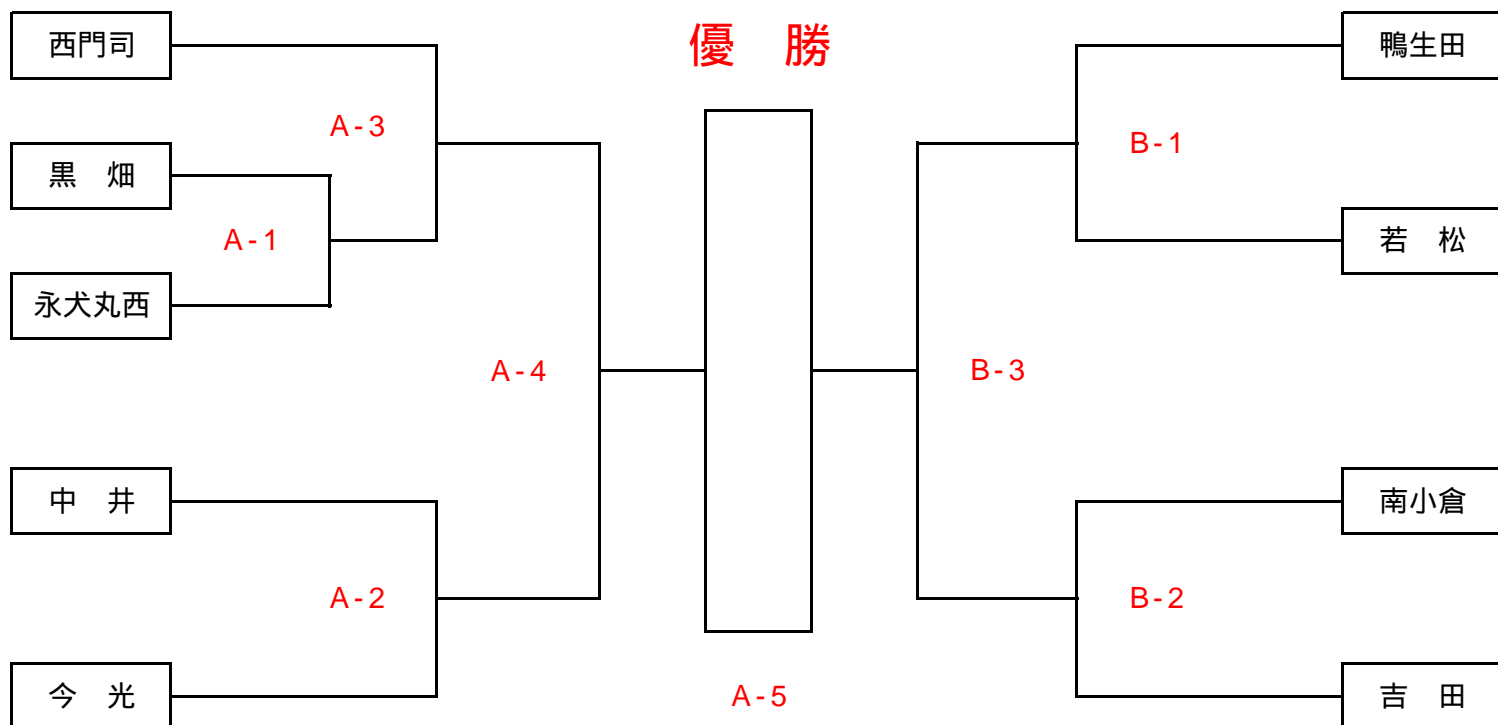 優　勝
西門司
鴨生田
A-3
B-1
黒　畑
A-1
若　松
永犬丸西
A-4
B-3
中　井
南小倉
A-2
B-2
今　光
A-5
吉　田